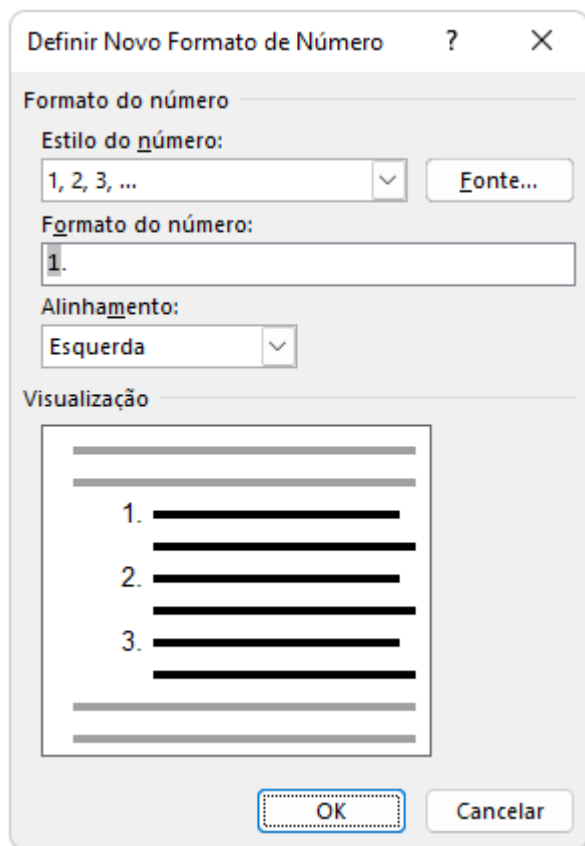 Definir Novo Formato de Número ?
Formato do número
Estilo do número:
1, 2, 3, ... Fonte...
Formato do número:
1.
Alinhamento:
Esquerda
Visualização
1.
2.
3.
OK Cancelar